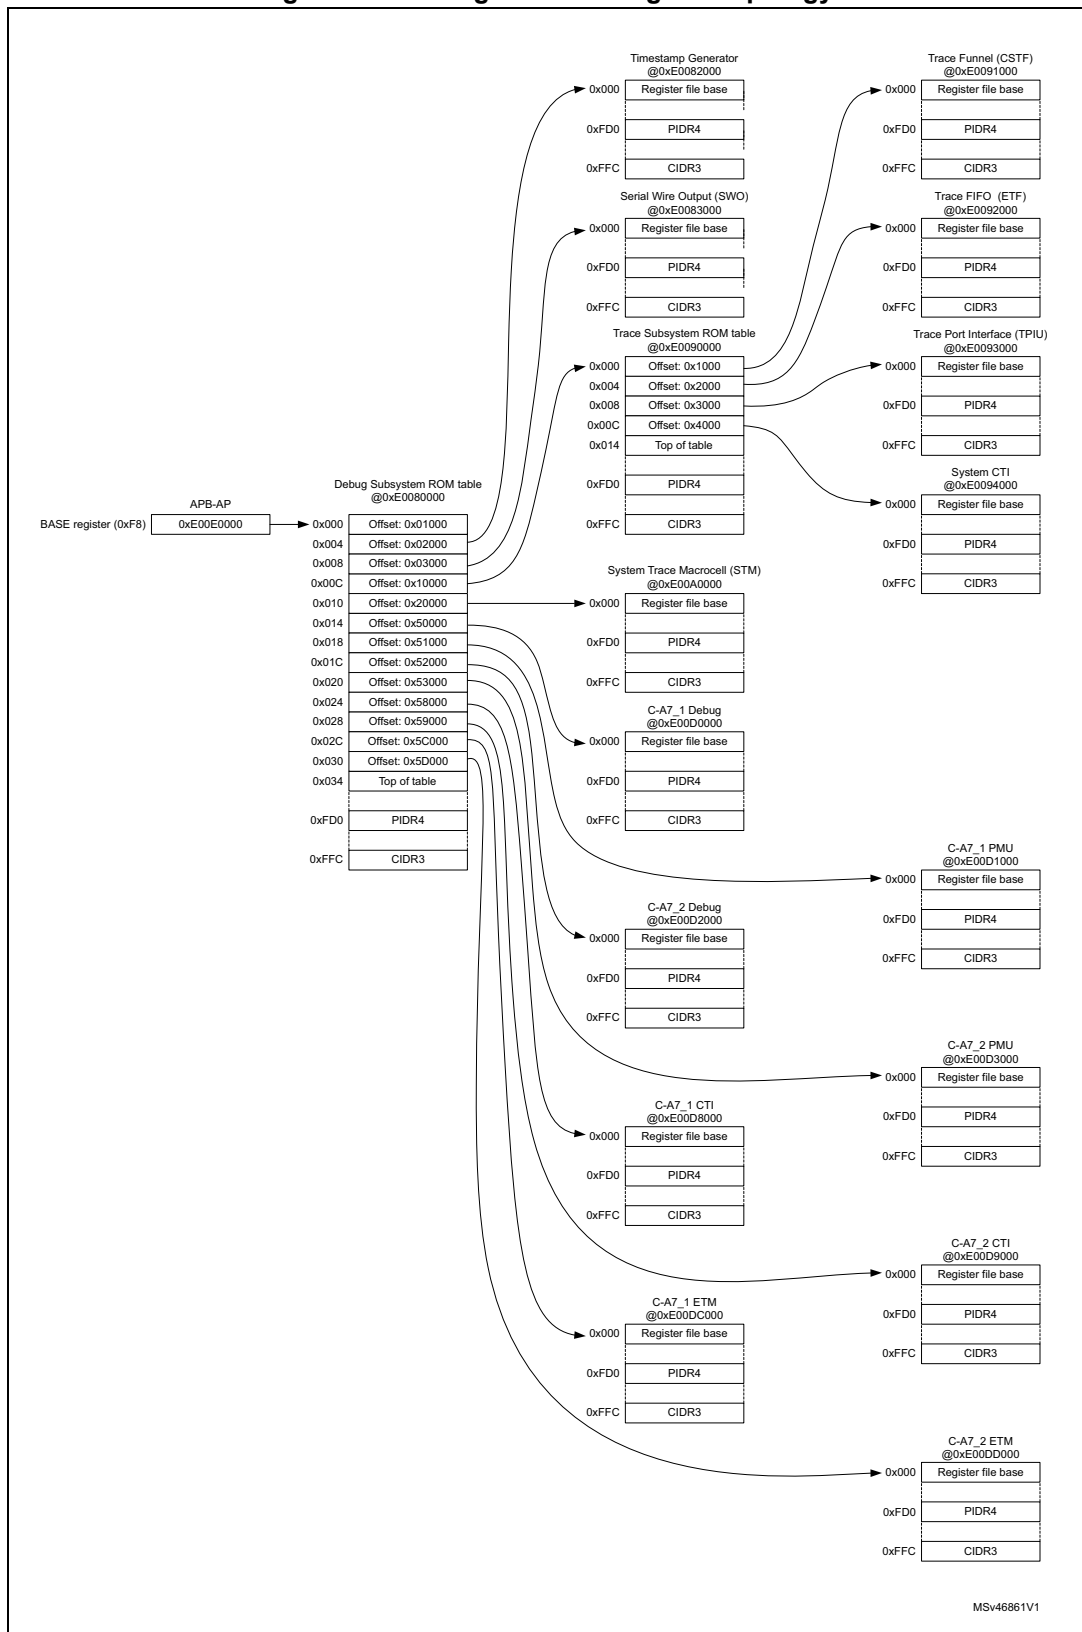 Timestamp Generator
@0xE0082000
0x000 Register file base
0xFD0 PIDR4
0xFFC CIDR3
Trace Funnel (CSTF)
@0xE0091000
0x000 Register file base
0xFD0 PIDR4
0xFFC CIDR3
Serial Wire Output (SWO)
@0xE0083000
0x000 Register file base
0xFD0 PIDR4
0xFFC CIDR3
Trace FIFO (ETF)
@0xE0092000
0x000 Register file base
0xFD0 PIDR4
0xFFC CIDR3
Trace Subsystem ROM table
@0xE0090000
0x000 Offset: 0x1000
0x004 Offset: 0x2000
0x008 Offset: 0x3000
0x00C Offset: 0x4000
0x014 Top of table
0xFD0 PIDR4
0xFFC CIDR3
Trace Port Interface (TPIU)
@0xE0093000
0x000 Register file base
0xFD0 PIDR4
0xFFC CIDR3
System CTI
@0xE0094000
0x000 Register file base
0xFD0 PIDR4
0xFFC CIDR3
APB-AP
BASE register (0xF8) 0xE00E0000
Debug Subsystem ROM table
@0xE0080000
0x000 Offset: 0x01000
0x004 Offset: 0x02000
0x008 Offset: 0x03000
0x00C Offset: 0x10000
0x010 Offset: 0x20000
0x014 Offset: 0x50000
0x018 Offset: 0x51000
0x01C Offset: 0x52000
0x020 Offset: 0x53000
0x024 Offset: 0x58000
0x028 Offset: 0x59000
0x02C Offset: 0x5C000
0x030 Offset: 0x5D000
0x034 Top of table
0xFD0 PIDR4
0xFFC CIDR3
System Trace Macrocell (STM)
@0xE00A0000
0x000 Register file base
0xFD0 PIDR4
0xFFC CIDR3
C-A7_1 Debug
@0xE00D0000
0x000 Register file base
0xFD0 PIDR4
0xFFC CIDR3
C-A7_1 PMU
@0xE00D1000
0x000 Register file base
0xFD0 PIDR4
0xFFC CIDR3
C-A7_2 Debug
@0xE00D2000
0x000 Register file base
0xFD0 PIDR4
0xFFC CIDR3
C-A7_2 PMU
@0xE00D3000
0x000 Register file base
0xFD0 PIDR4
0xFFC CIDR3
C-A7_1 CTI
@0xE00D8000
0x000 Register file base
0xFD0 PIDR4
0xFFC CIDR3
C-A7_2 CTI
@0xE00D9000
0x000 Register file base
0xFD0 PIDR4
0xFFC CIDR3
C-A7_1 ETM
@0xE00DC000
0x000 Register file base
0xFD0 PIDR4
0xFFC CIDR3
C-A7_2 ETM
@0xE00DD000
0x000 Register file base
0xFD0 PIDR4
0xFFC CIDR3
MSv46861V1